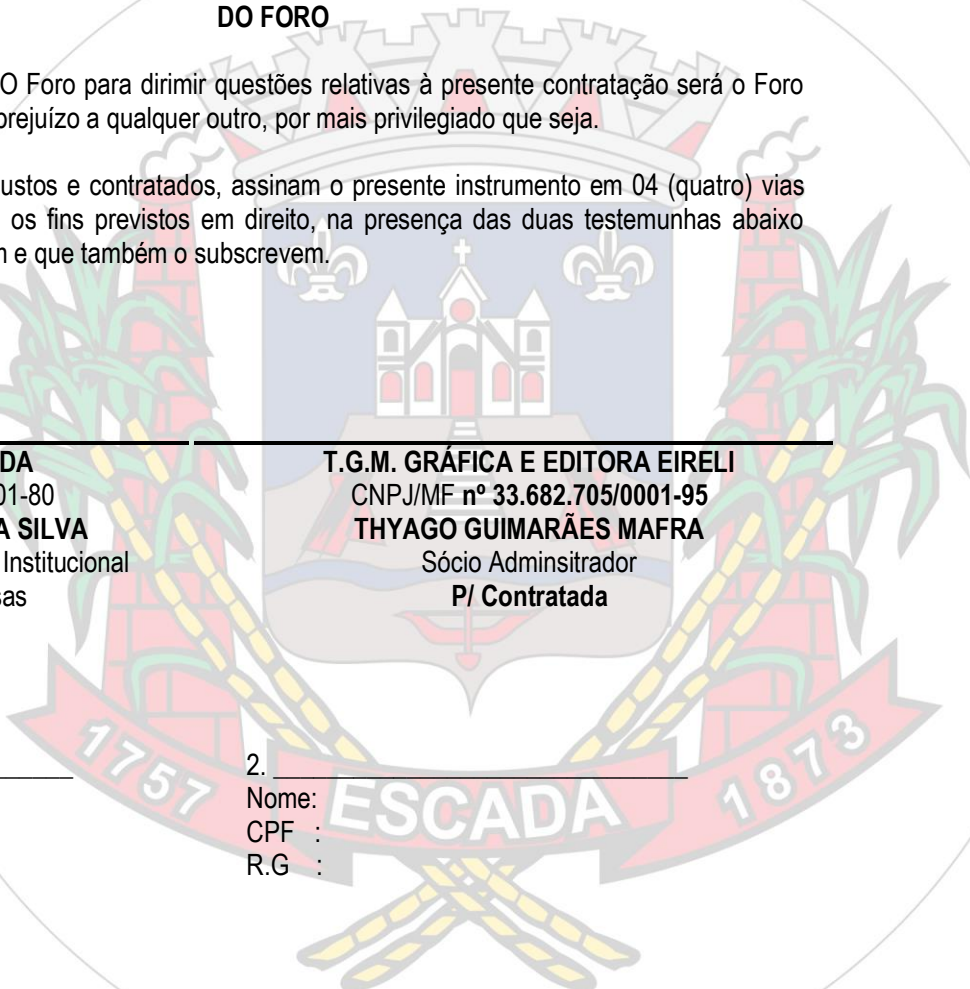 DO FORO
O Foro para dirimir questões relativas à presente contratação será o Foro
prejuízo a qualquer outro, por mais privilegiado que seja.
ustos e contratados, assinam o presente instrumento em 04 (quatro) vias
os fins previstos em direito, na presença das duas testemunhas abaixo
e que também o subscrevem.
DA
01-80
A SILVA
Institucional
sas
T.G.M. GRÁFICA E EDITORA EIRELI
CNPJ/MF nº 33.682.705/0001-95
THYAGO GUIMARÃES MAFRA
Sócio Adminsitrador
P/ Contratada
2. ______________________________
Nome:
CPF :
R.G :
1757 ESCADA 1873